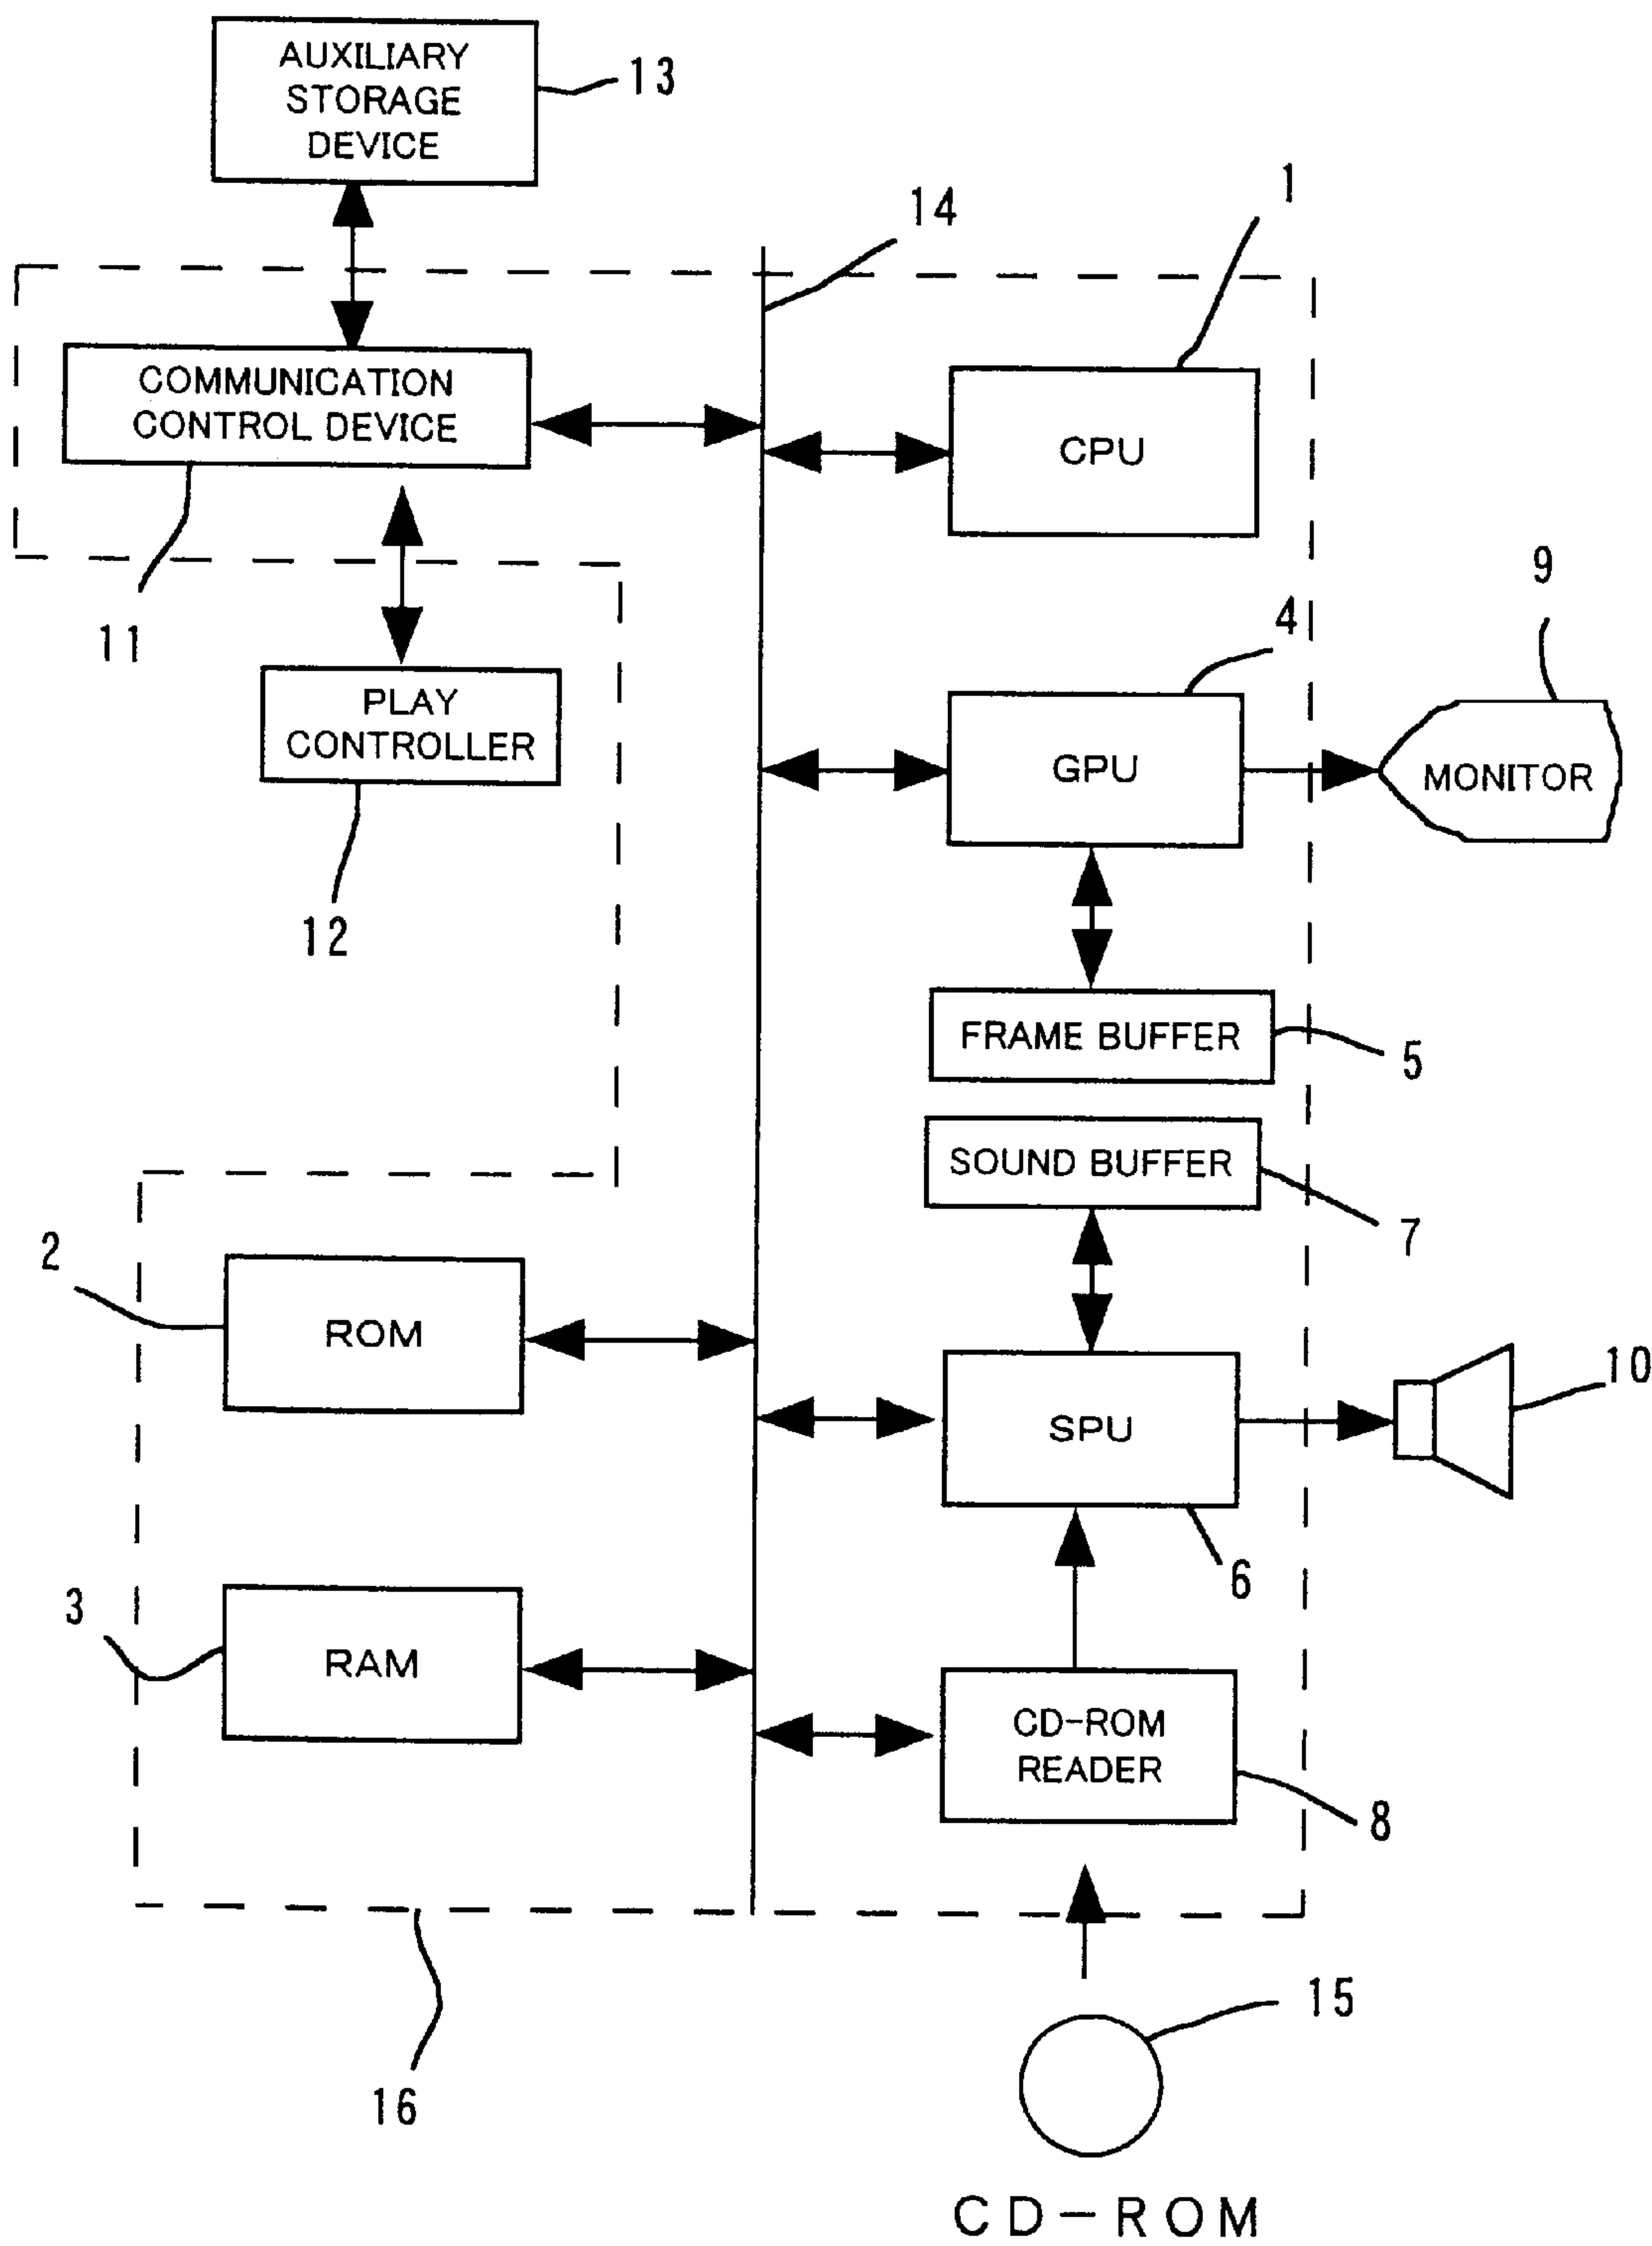 AUXILIARY
STORAGE
DEVICE
13
14
1
COMMUNICATION
CONTROL DEVICE
CPU
11
9
4
PLAY
CONTROLLER
GPU
MONITOR
12
FRAME BUFFER
5
SOUND BUFFER
7
2
ROM
10
SPU
6
3
RAM
CD-ROM
READER
8
15
16
CD-ROM